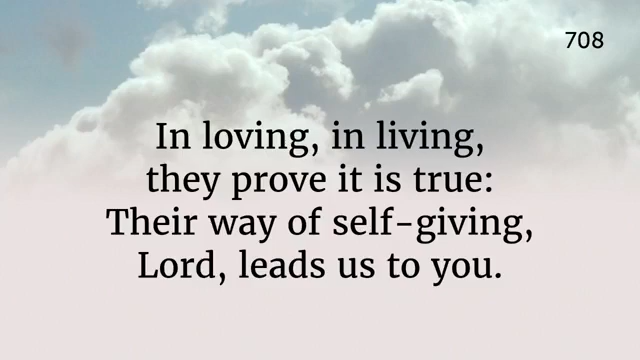 708
In loving, in living,
they prove it is true:
Their way of self-giving,
Lord, leads us to you.